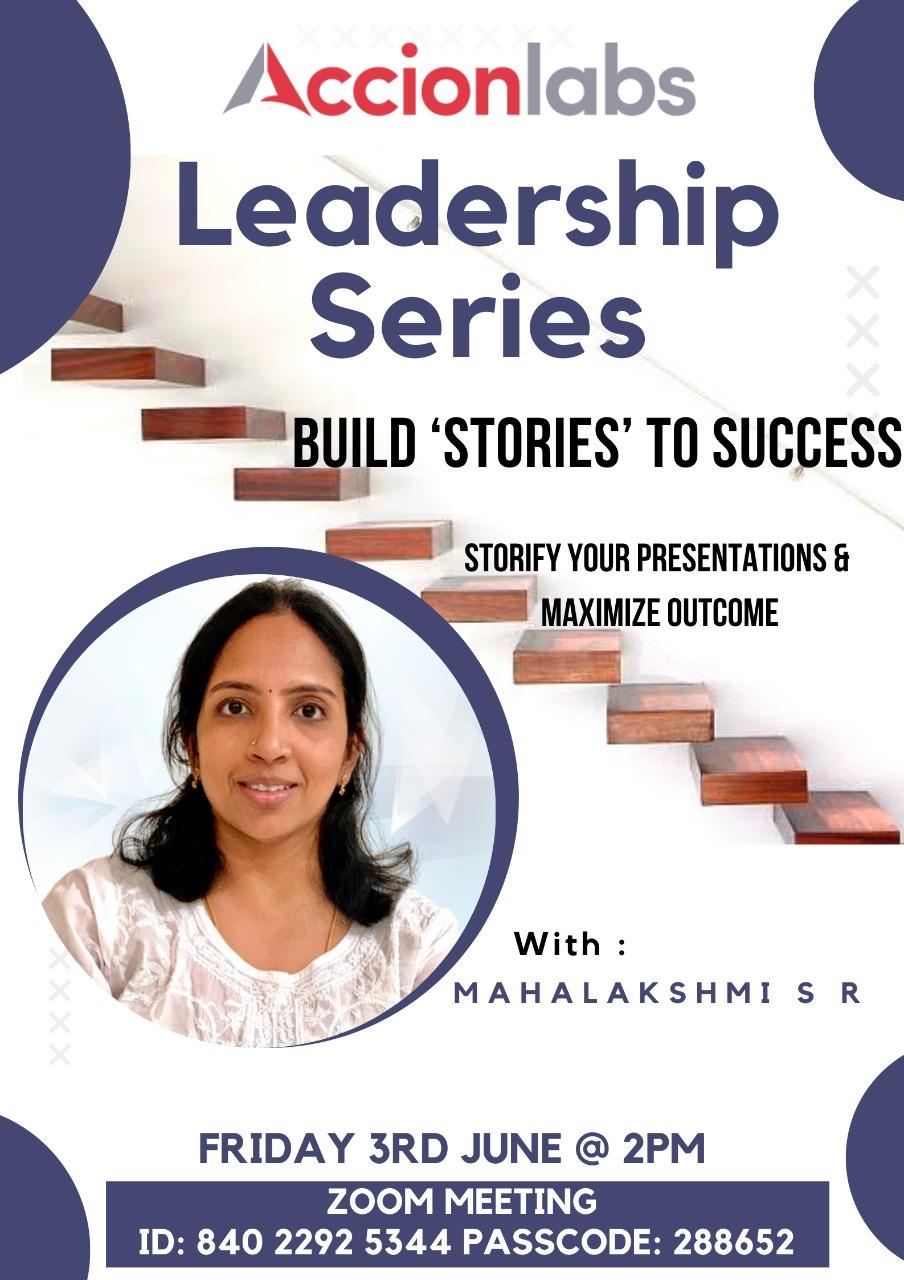 Accionlabs
Leadership
Series
BUILD ‘STORIES’ TO SUCCESS
STORIFY YOUR PRESENTATIONS &
MAXIMIZE OUTCOME
With :
MAHALAKSHMI S R
FRIDAY 3RD JUNE @ 2PM
ZOOM MEETING
ID: 840 2292 5344 PASSCODE: 288652